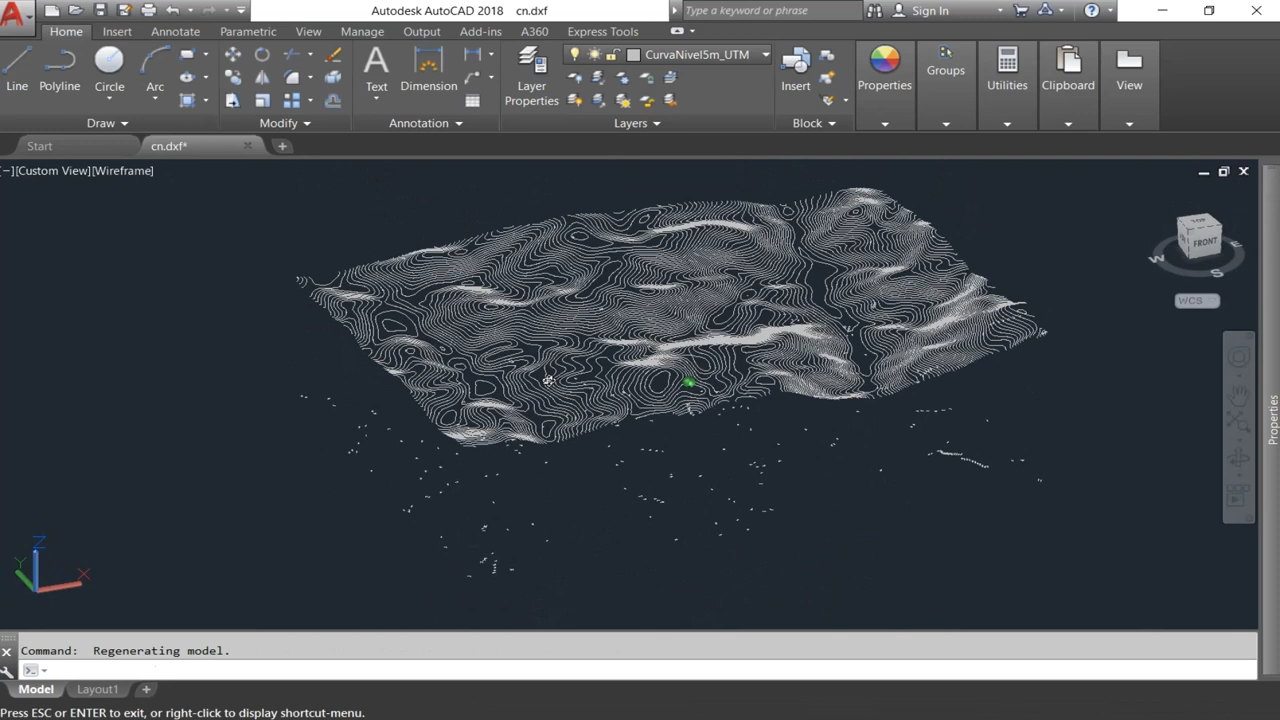 Autodesk AutoCAD 2018 cn.dxf
Type a keyword or phrase
Sign In
Home Insert Annotate Parametric View Manage Output Add-ins A360 Express Tools
Line Polyline Circle Arc
Text Dimension
Layer
Properties
CurvaNivel5m_UTM
Insert
Properties
Groups
Utilities
Clipboard
View
Draw Modify Annotation Layers Block
Start cn.dxf*
[−][Custom View][Wireframe]
TOP
FRONT
W S E
WCS
Properties
Z
Y X
Command: Regenerating model.
Model Layout1
Press ESC or ENTER to exit, or right-click to display shortcut-menu.